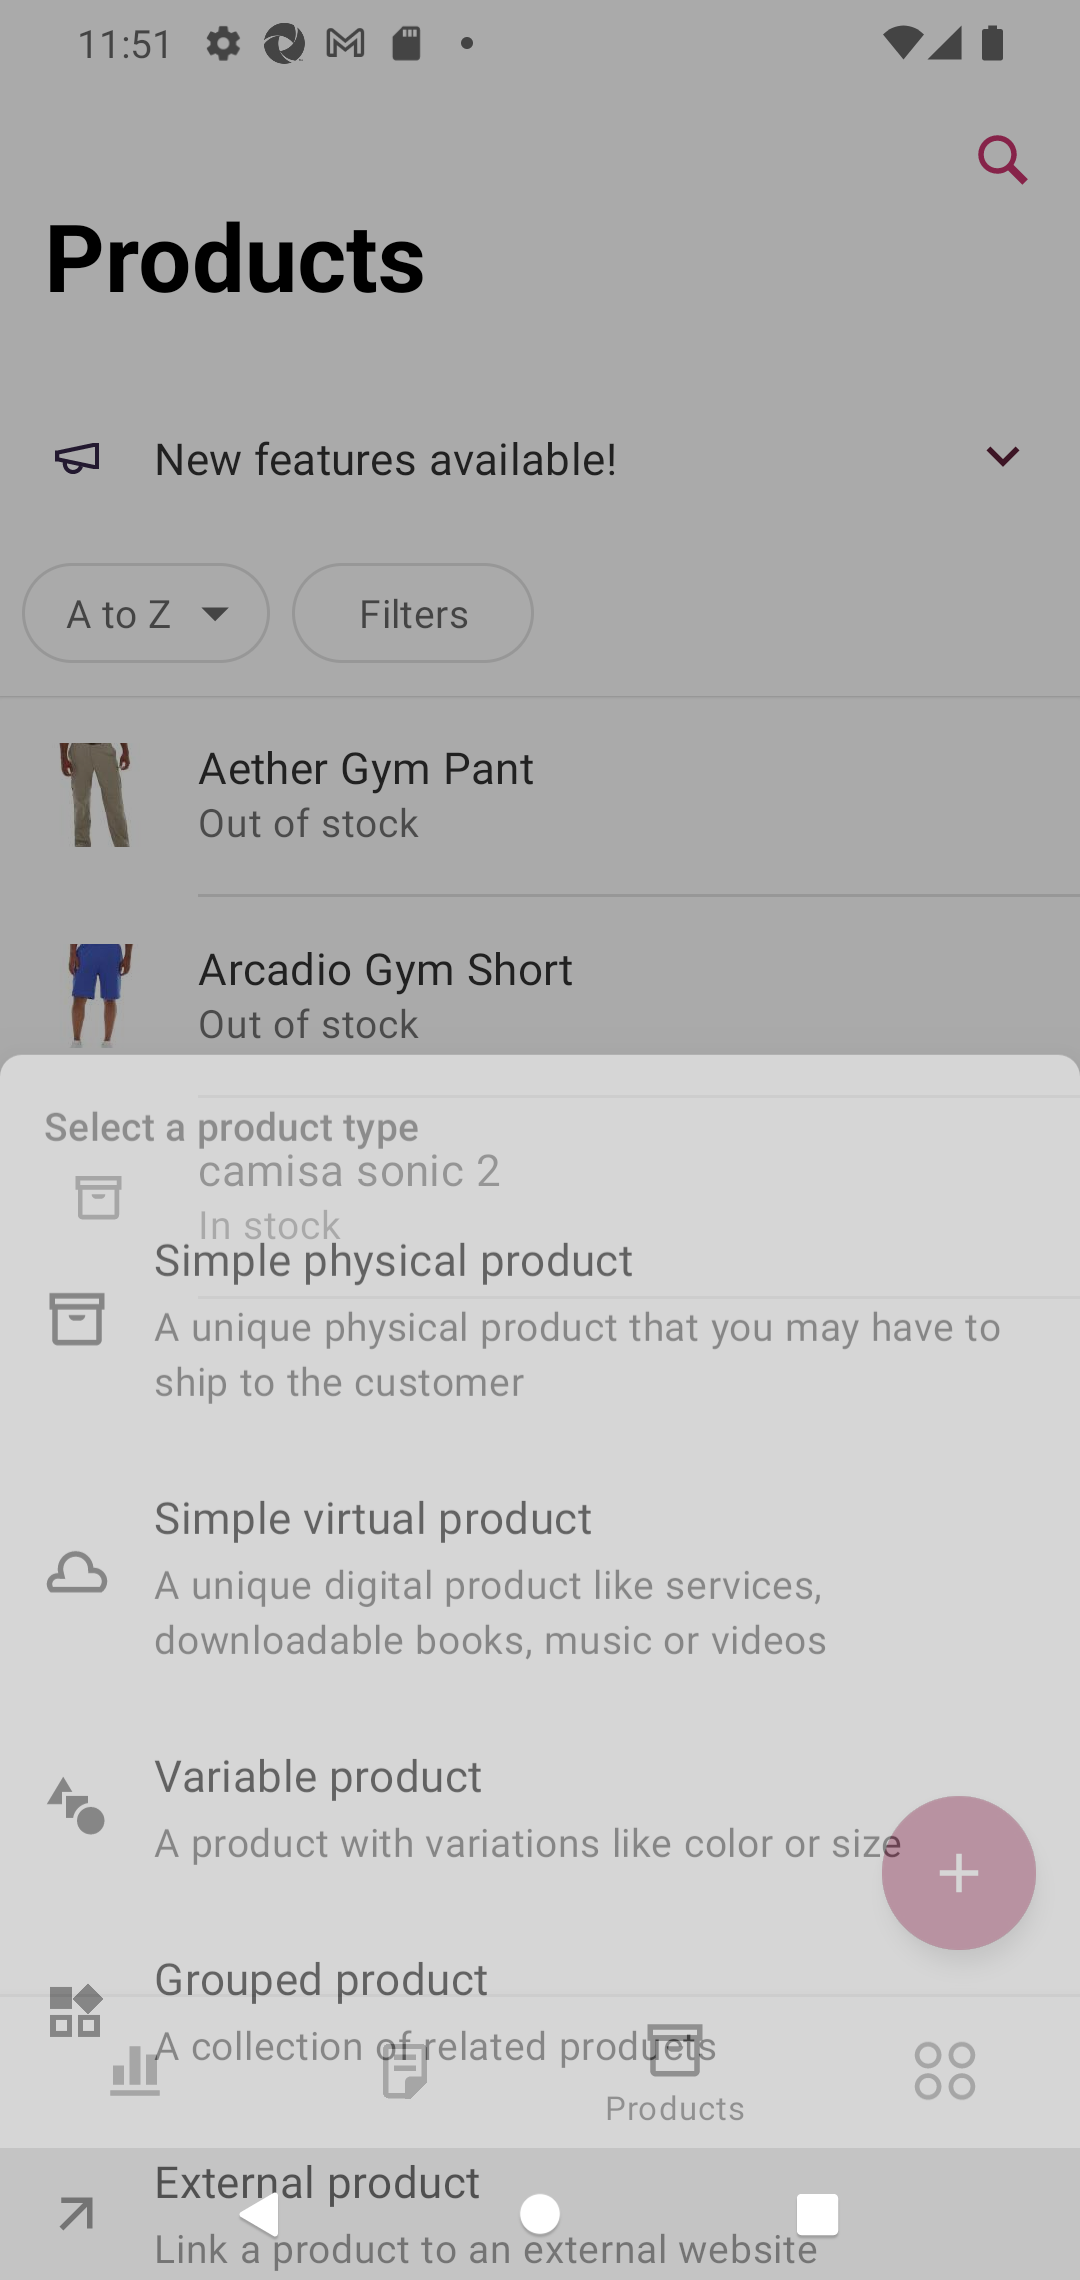 11:51
Products
New features available!
A to Z
Filters
Aether Gym Pant
Out of stock
Arcadio Gym Short
Out of stock
Select a product type
camisa sonic 2
In stock
Simple physical product
A unique physical product that you may have to
ship to the customer
Simple virtual product
A unique digital product like services,
downloadable books, music or videos
Variable product
A product with variations like color or size
Grouped product
A collection of related products
Products
External product
Link a product to an external website